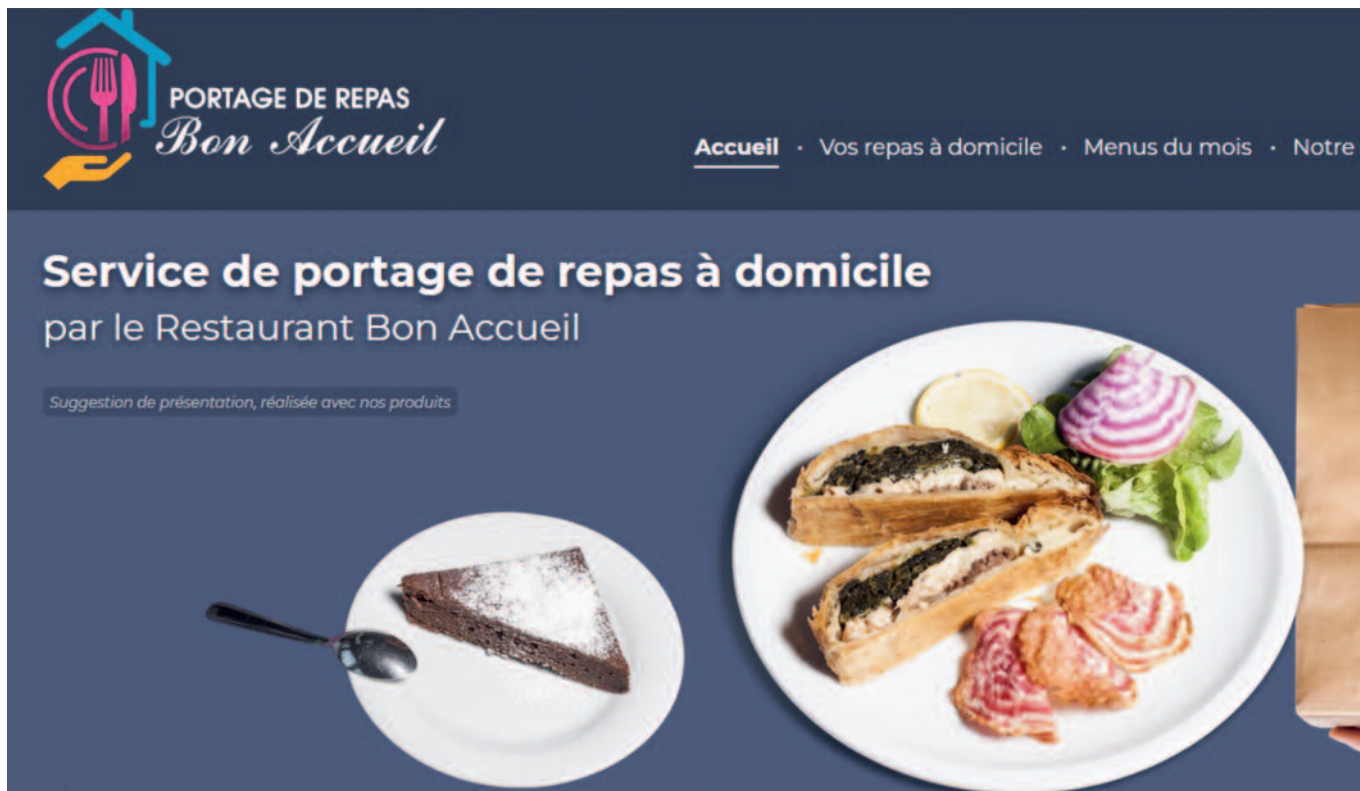 PORTAGE DE REPAS
Bon Accueil
Accueil · Vos repas à domicile · Menus du mois · Notre
Service de portage de repas à domicile
par le Restaurant Bon Accueil
Suggestion de présentation, réalisée avec nos produits